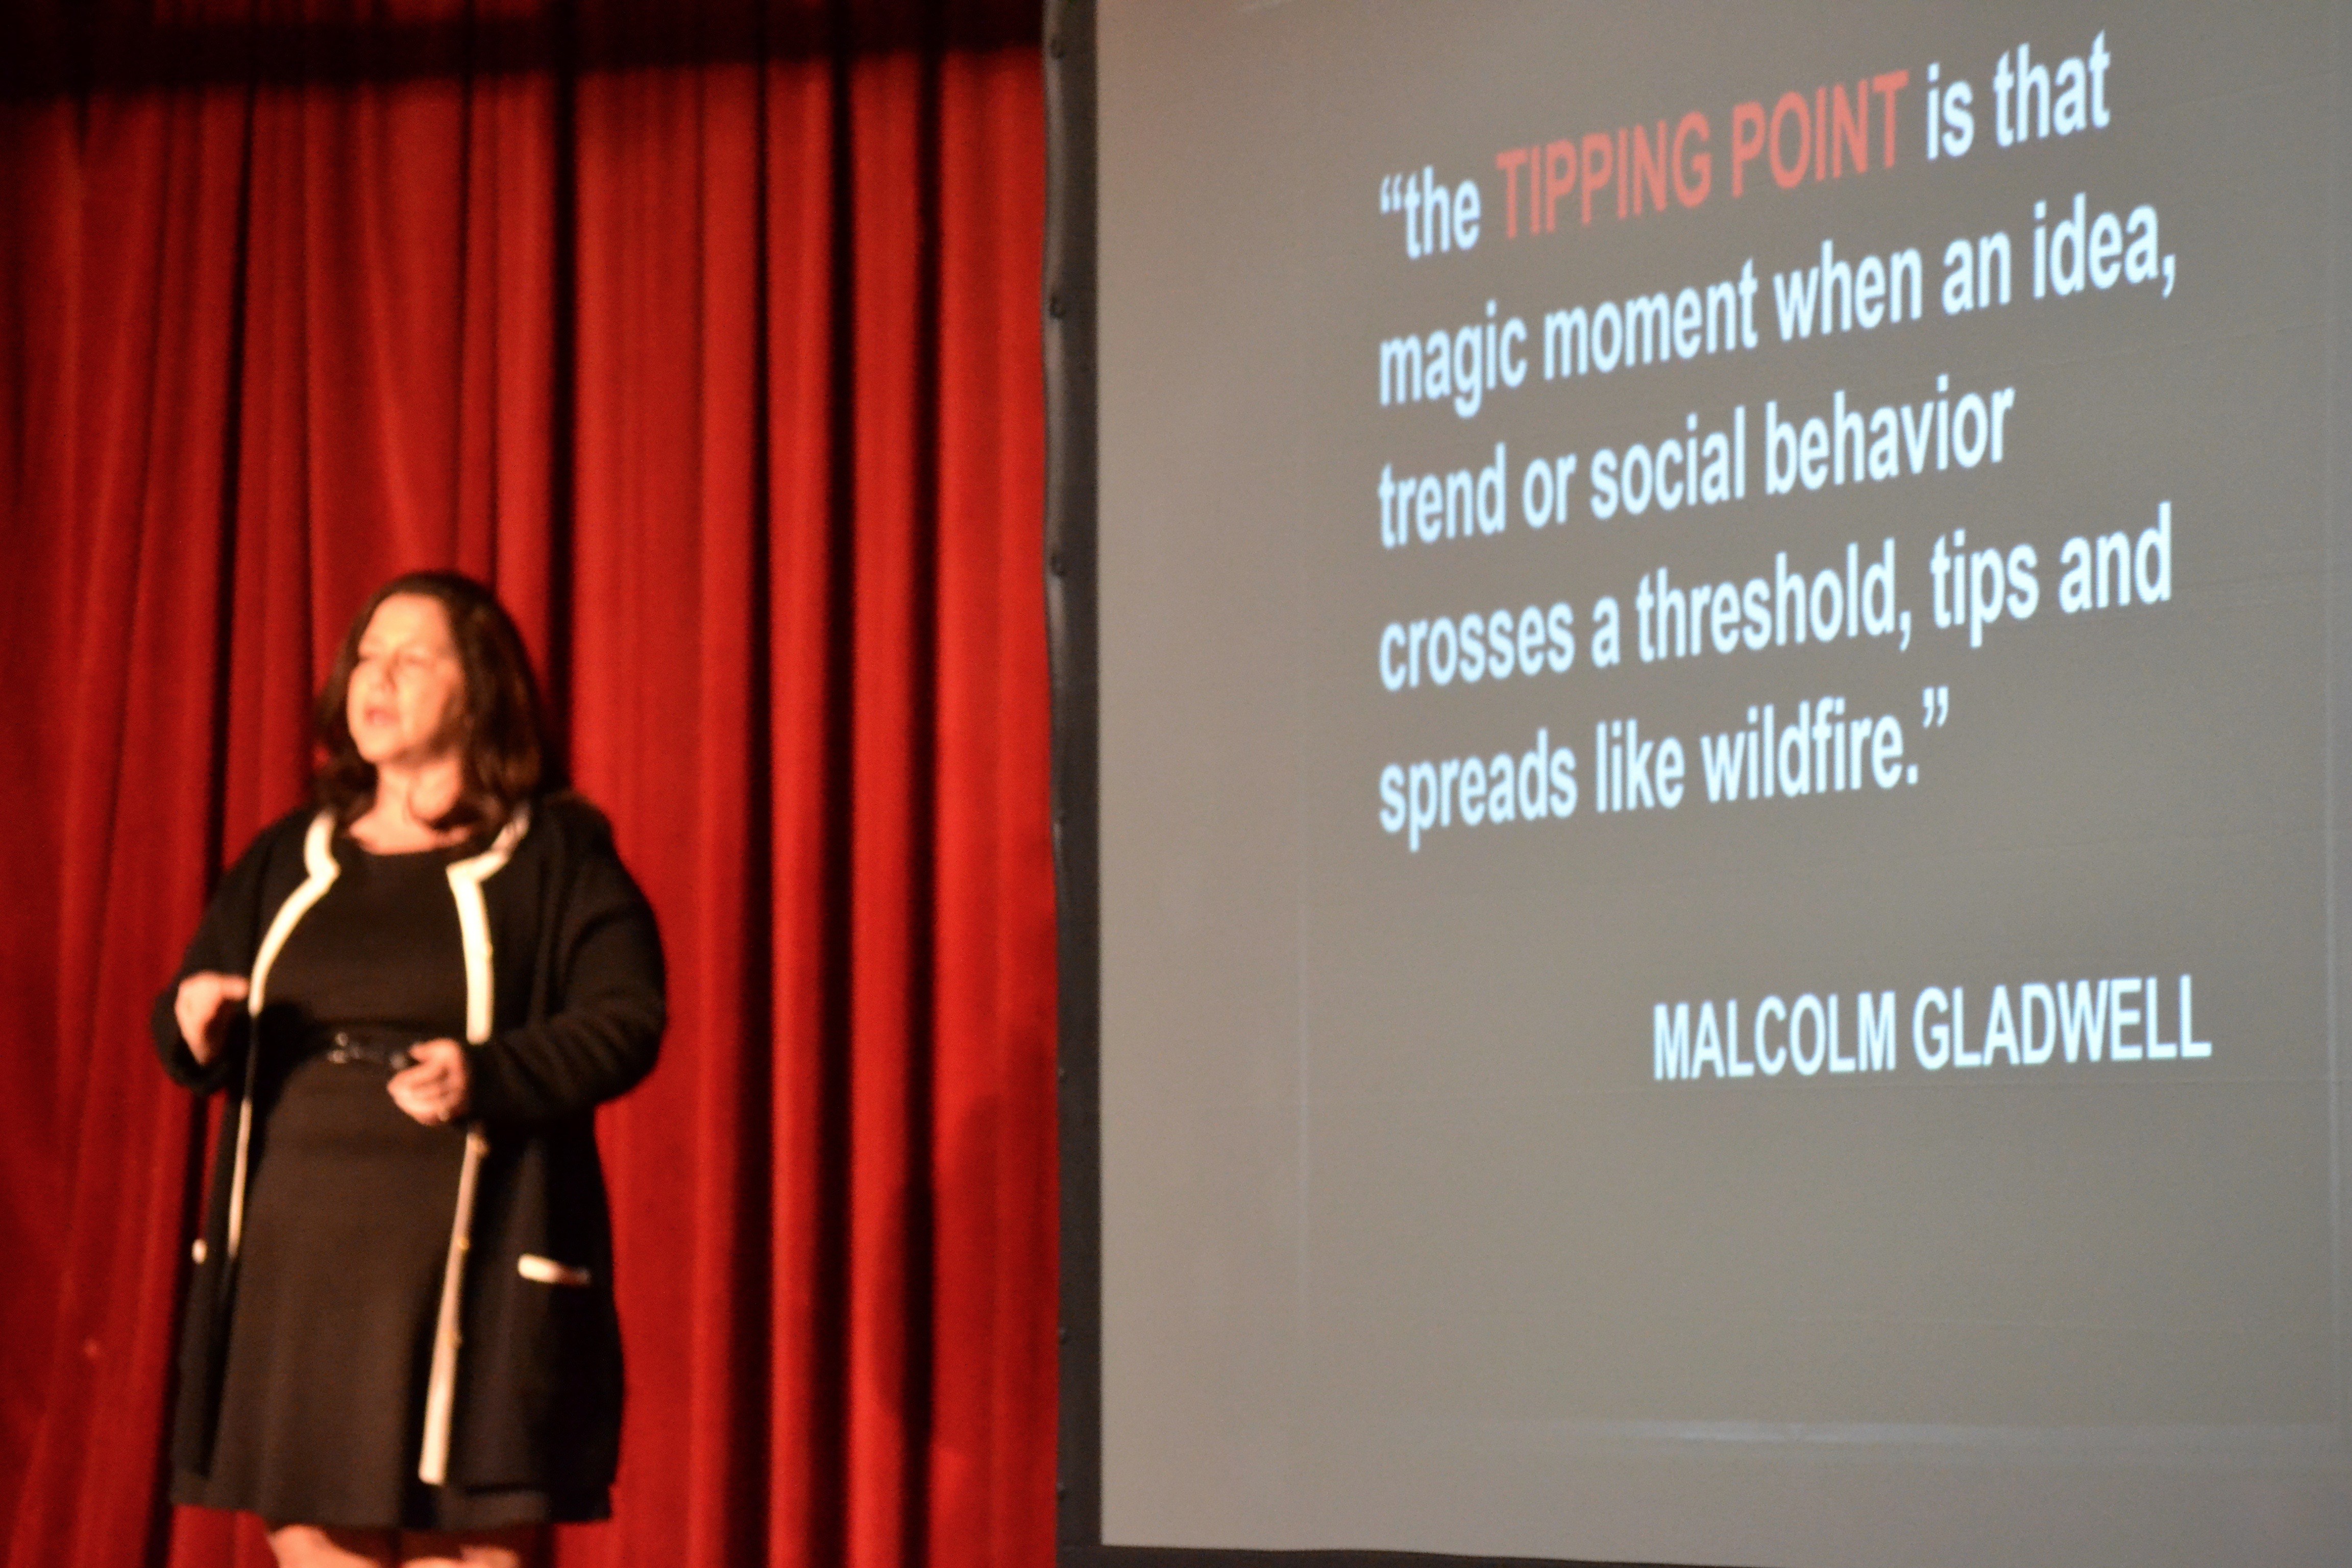 “the TIPPING POINT is that
magic moment when an idea,
trend or social behavior
crosses a threshold, tips and
spreads like wildfire.”
MALCOLM GLADWELL